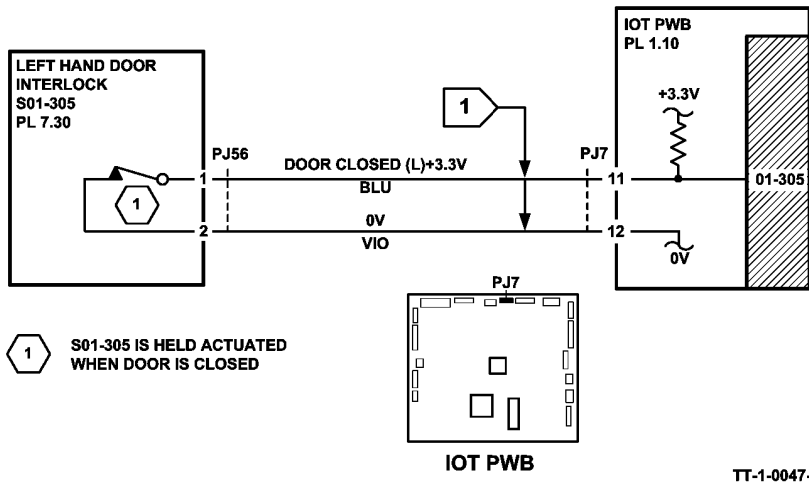 LEFT HAND DOOR
INTERLOCK
S01-305
PL 7.30
1
1
2
PJ56
DOOR CLOSED (L)+3.3V
BLU
0V
VIO
1
PJ7
11
12
IOT PWB
PL 1.10
+3.3V
01-305
0V
PJ7
IOT PWB
1
S01-305 IS HELD ACTUATED
WHEN DOOR IS CLOSED
TT-1-0047-